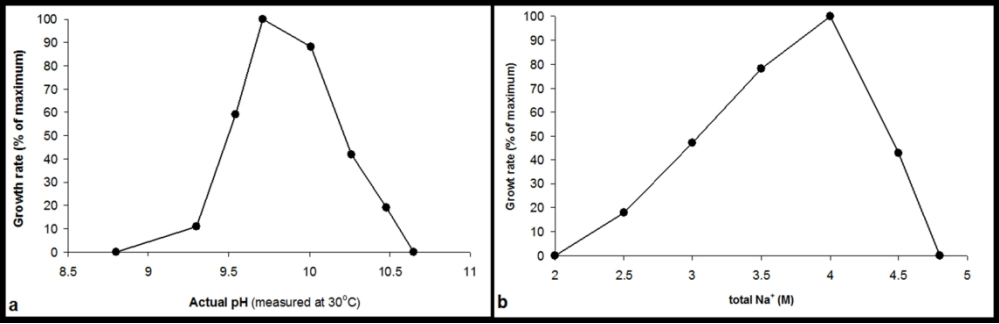 Growth rate (% of maximum)
100
90
80
70
60
50
40
30
20
10
0
8.5 9 9.5 10 10.5 11
Actual pH (measured at 30°C)
a
Growt rate (% of maximum)
100
90
80
70
60
50
40
30
20
10
0
2 2.5 3 3.5 4 4.5 5
total Na⁺ (M)
b